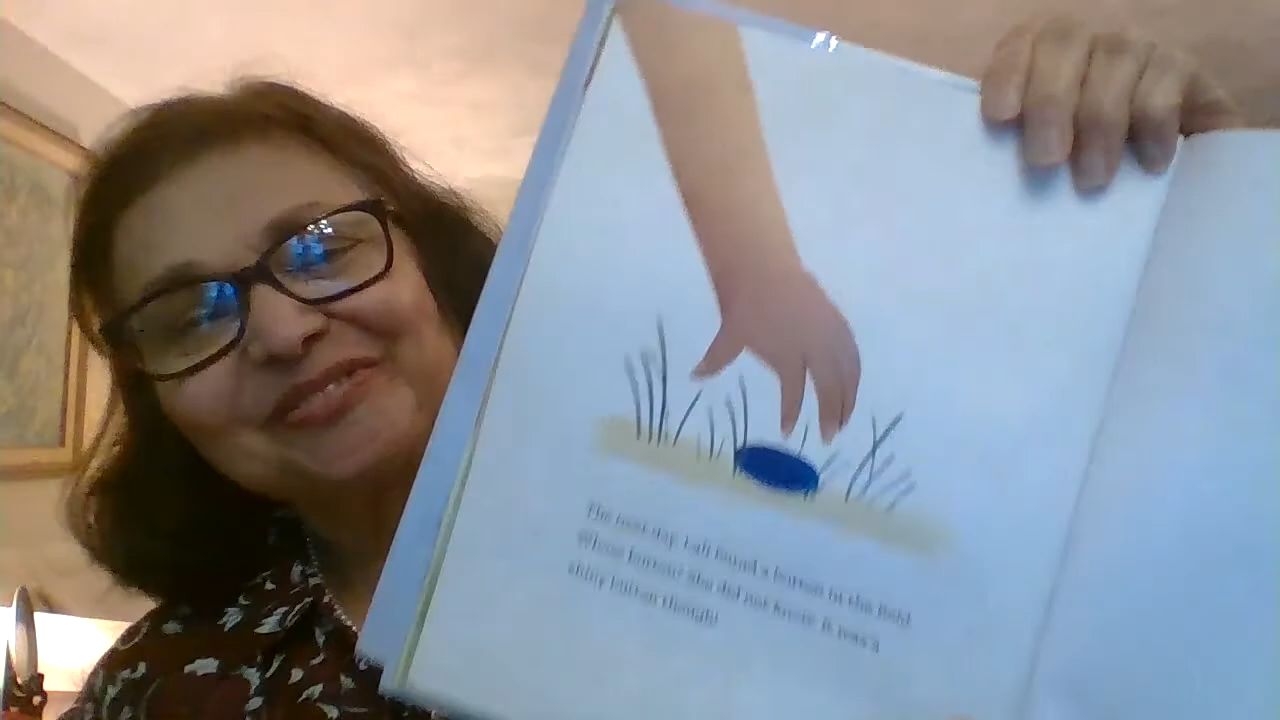 The next day, Lali found a button in the field.
Whose button? She did not know. It was a
shiny button though!